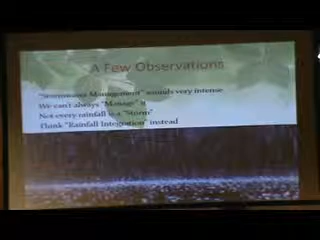 A Few Observations
"Stormwater Management" sounds very intense
We can't always "Manage" it
Not every rainfall is a "Storm"
Think "Rainfall Integration" instead